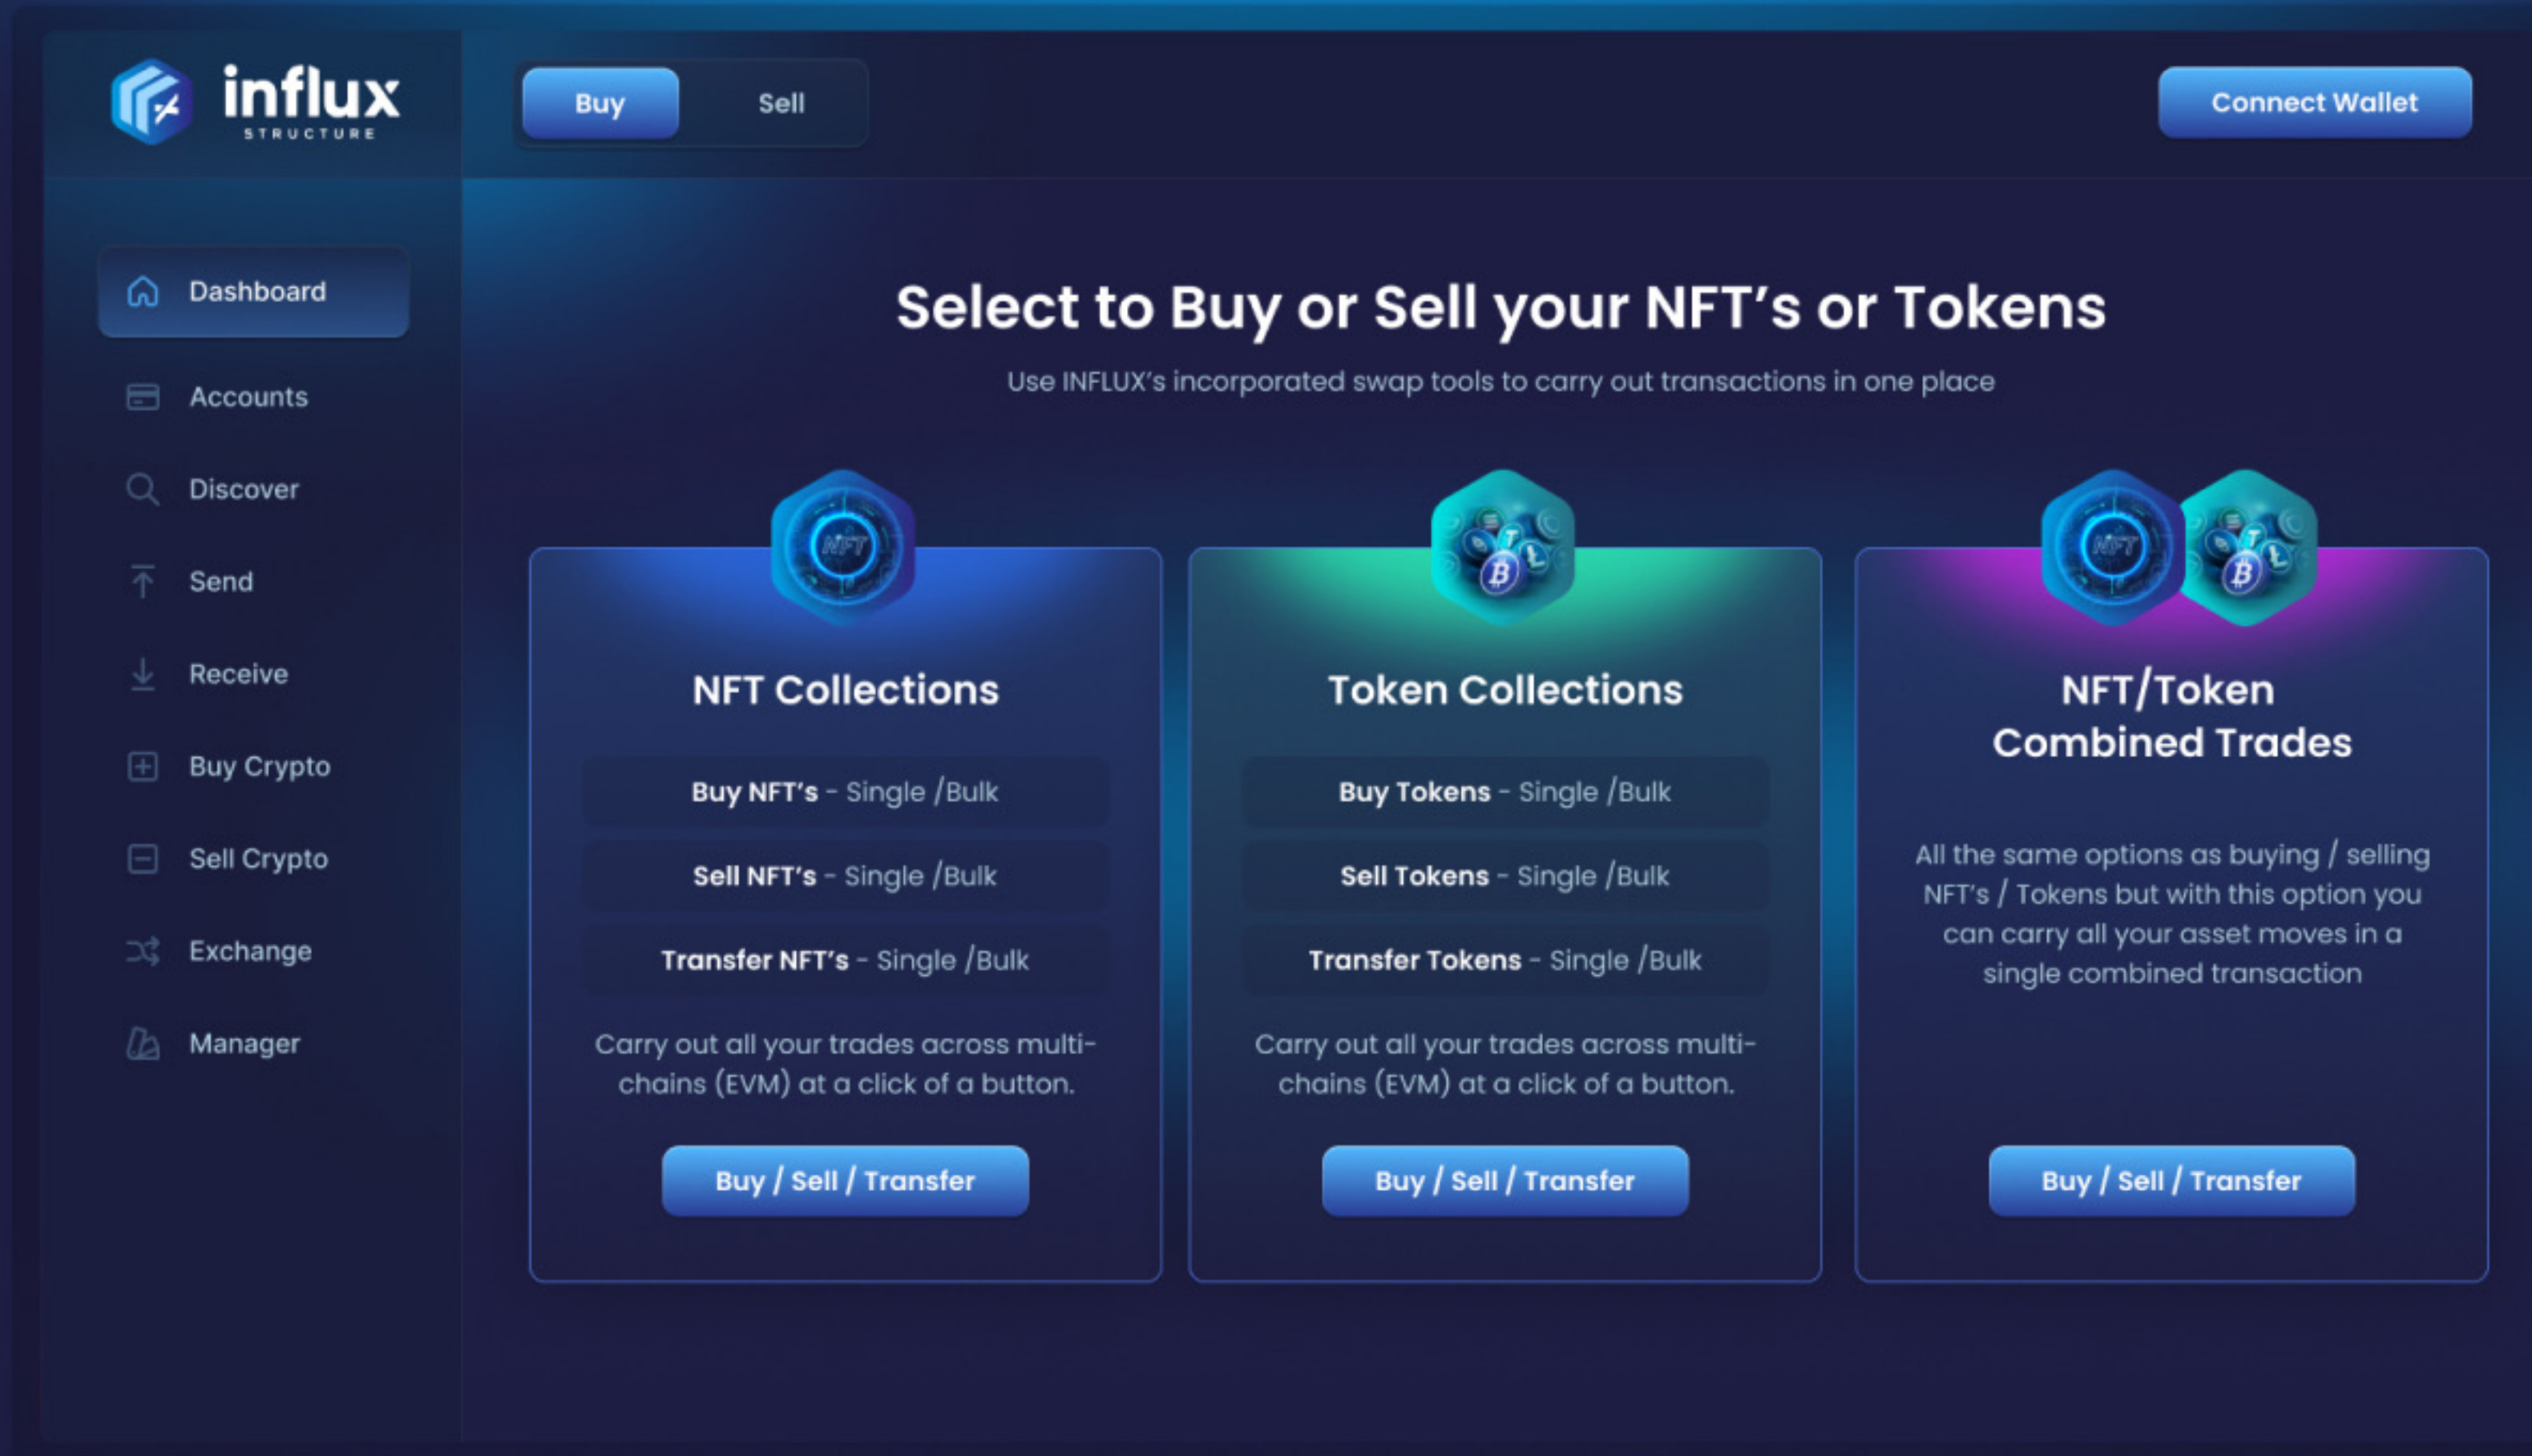 influx
STRUCTURE
Buy
Sell
Connect Wallet
Dashboard
Accounts
Discover
Send
Receive
Buy Crypto
Sell Crypto
Exchange
Manager
Select to Buy or Sell your NFT’s or Tokens
Use INFLUX’s incorporated swap tools to carry out transactions in one place
NFT
NFT Collections
Buy NFT’s - Single /Bulk
Sell NFT’s - Single /Bulk
Transfer NFT’s - Single /Bulk
Carry out all your trades across multi-
chains (EVM) at a click of a button.
Buy / Sell / Transfer
Token Collections
Buy Tokens - Single /Bulk
Sell Tokens - Single /Bulk
Transfer Tokens - Single /Bulk
Carry out all your trades across multi-
chains (EVM) at a click of a button.
Buy / Sell / Transfer
NFT
NFT/Token
Combined Trades
All the same options as buying / selling
NFT’s / Tokens but with this option you
can carry all your asset moves in a
single combined transaction
Buy / Sell / Transfer